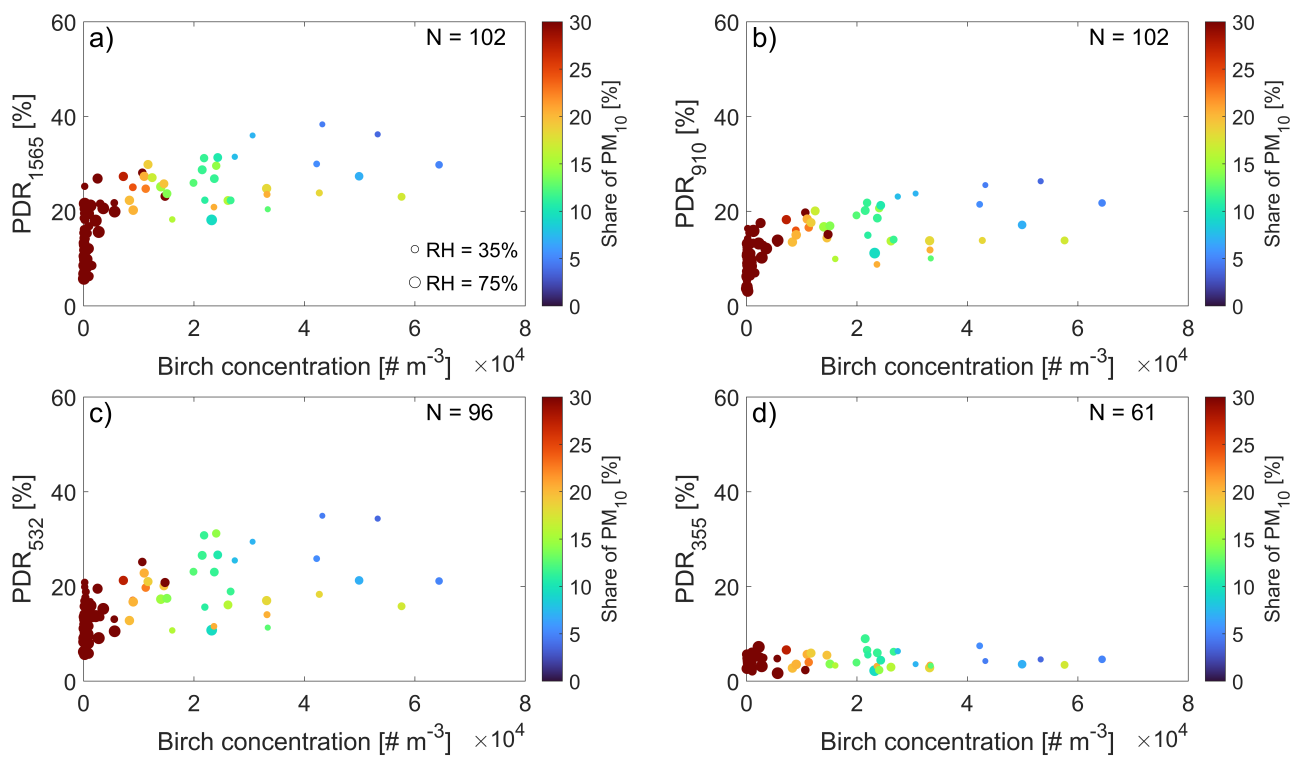 a)
N = 102
60
40
20
0
PDR1565 [%]
0 2 4 6 8
Birch concentration [# m-3] ×10^4
RH = 35%
RH = 75%
30
25
20
15
10
5
0
Share of PM10 [%]
b)
N = 102
60
40
20
0
PDR910 [%]
0 2 4 6 8
Birch concentration [# m-3] ×10^4
30
25
20
15
10
5
0
Share of PM10 [%]
c)
N = 96
60
40
20
0
PDR532 [%]
0 2 4 6 8
Birch concentration [# m-3] ×10^4
30
25
20
15
10
5
0
Share of PM10 [%]
d)
N = 61
60
40
20
0
PDR355 [%]
0 2 4 6 8
Birch concentration [# m-3] ×10^4
30
25
20
15
10
5
0
Share of PM10 [%]